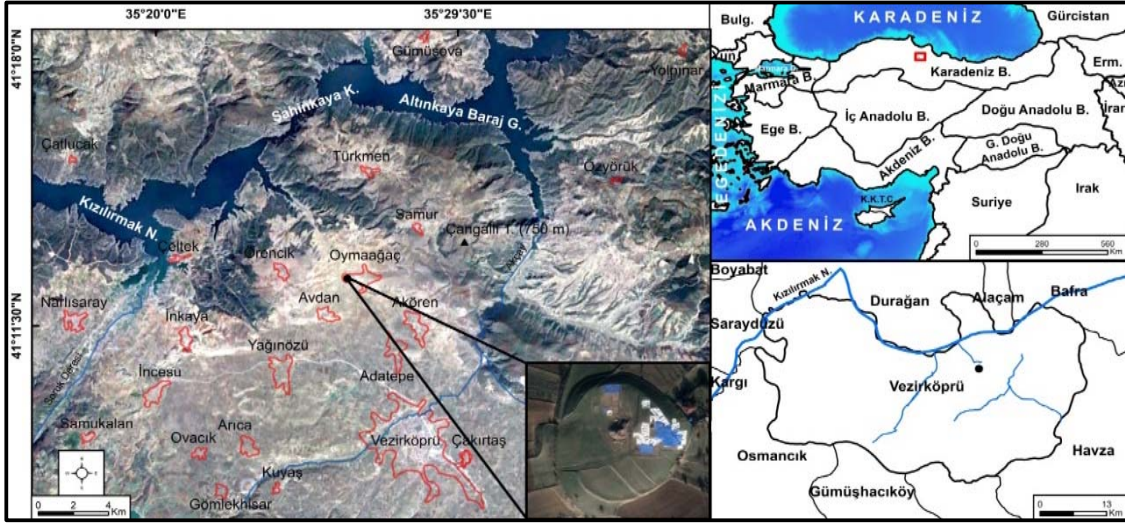 35°20'0"E
35°29'30"E
41°18'0"N
41°11'30"N
Gümüşova
Yolpınar
Şahinkaya K.
Altınkaya Baraj G.
Çatlucak
Türkmen
Özyörük
Kızılırmak N.
Samur
Çangallı T. (750 m)
Çeltek
Örencik
Oymaağaç
Narlısaray
Avdan
Akören
İnkaya
Yağınözü
Adatepe
İncesu
Samukalan
Ovacık
Arıca
Vezirköprü
Çakırtaş
Kuyaş
Gömlekhisar
0 2 4
Km
Bulg.
KARADENİZ
Gürcistan
Yun.
Marmara B.
Karadeniz B.
Erm.
İç Anadolu B.
Doğu Anadolu B.
İran
Ege B.
EGE DENİZİ
Akdeniz B.
G. Doğu
Anadolu B.
K.K.T.C.
Suriye
Irak
AKDENİZ
0 280 560
Km
Boyabat
Kızılırmak N.
Durağan
Alaçam
Bafra
Saraydüzü
Kargı
Vezirköprü
Osmancık
Havza
Gümüşhacıköy
0 13
Km